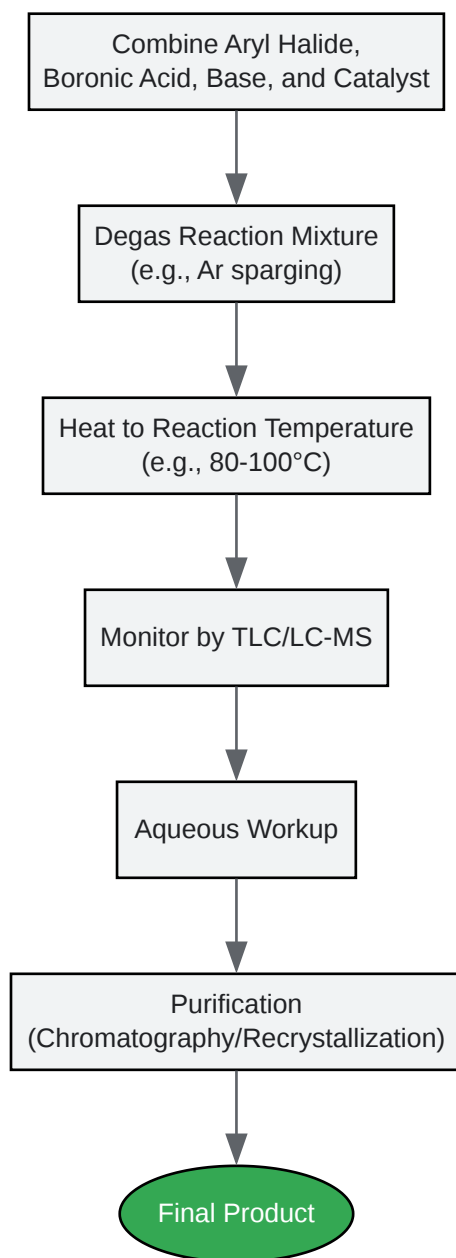 Combine Aryl Halide,
Boronic Acid, Base, and Catalyst
Degas Reaction Mixture
(e.g., Ar sparging)
Heat to Reaction Temperature
(e.g., 80-100°C)
Monitor by TLC/LC-MS
Aqueous Workup
Purification
(Chromatography/Recrystallization)
Final Product